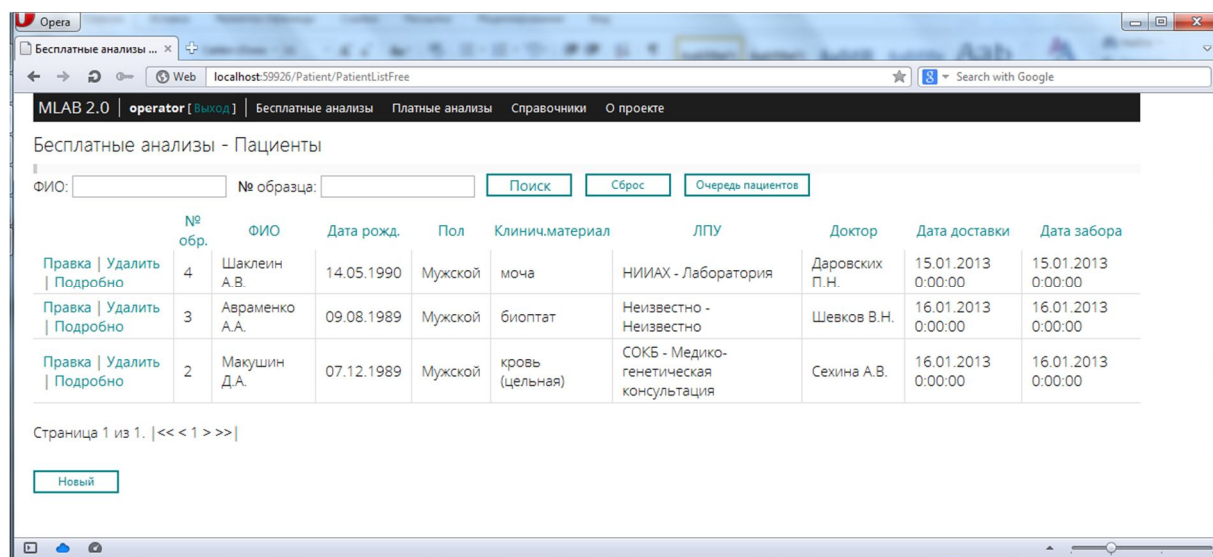 Opera
Бесплатные анализы ...
Web localhost:59926/Patient/PatientListFree Search with Google
MLAB 2.0 | operator [Выход] | Бесплатные анализы Платные анализы Справочники О проекте
Бесплатные анализы - Пациенты
ФИО: № образца: Поиск Сброс Очередь пациентов
№ обр. ФИО Дата рожд. Пол Клинич.материал ЛПУ Доктор Дата доставки Дата забора
Правка | Удалить | Подробно 4 Шаклеин А.В. 14.05.1990 Мужской моча НИИАХ - Лаборатория Даровских П.Н. 15.01.2013 0:00:00 15.01.2013 0:00:00
Правка | Удалить | Подробно 3 Авраменко А.А. 09.08.1989 Мужской биоптат Неизвестно - Неизвестно Шевков В.Н. 16.01.2013 0:00:00 16.01.2013 0:00:00
Правка | Удалить | Подробно 2 Макушин Д.А. 07.12.1989 Мужской кровь (цельная) СОКБ - Медико-генетическая консультация Сехина А.В. 16.01.2013 0:00:00 16.01.2013 0:00:00
Страница 1 из 1. |<< < 1 > >>|
Новый